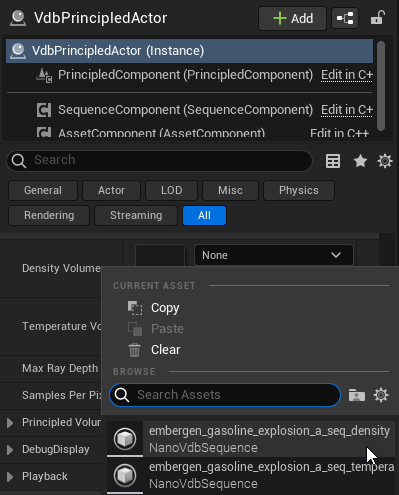 VdbPrincipledActor
Add
VdbPrincipledActor (Instance)
PrincipledComponent (PrincipledComponent) Edit in C+
SequenceComponent (SequenceComponent) Edit in C+
AssetComponent (AssetComponent) Edit in C++
Search
General Actor LOD Misc Physics
Rendering Streaming All
Density Volume None
CURRENT ASSET
Copy
Temperature Vo
Paste
Clear
Max Ray Depth
BROWSE
Samples Per Pix Search Assets
Principled Volum
embergen_gasoline_explosion_a_seq_density
DebugDisplay NanoVdbSequence
embergen_gasoline_explosion_a_seq_tempera
Playback NanoVdbSequence